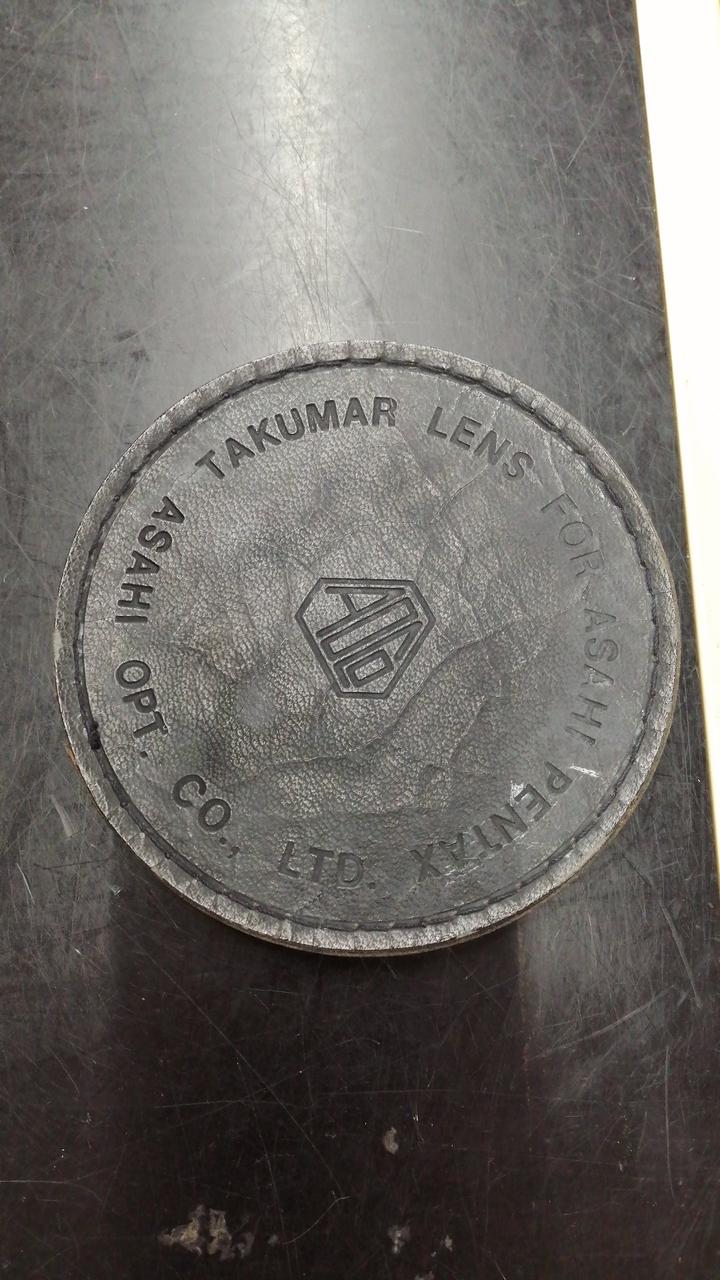 TAKUMAR LENS FOR ASAHI PENTAX
ASAHI OPT. CO., LTD.
AOCo